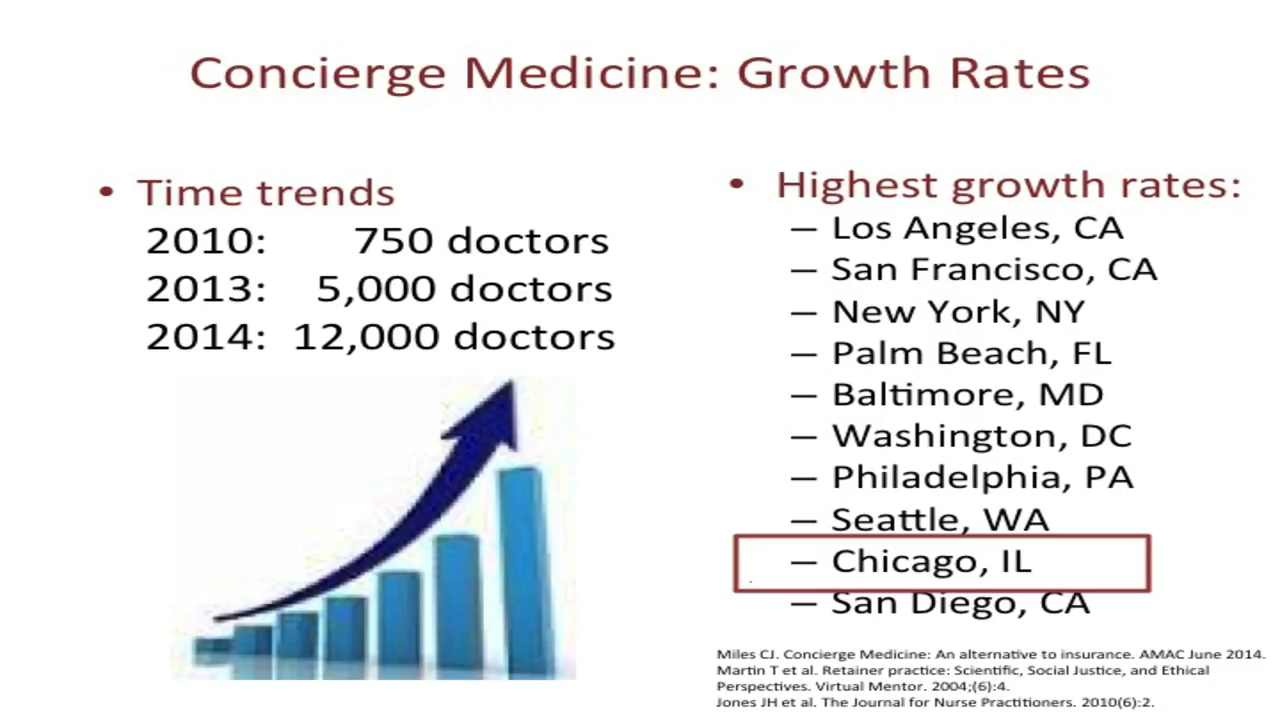 Concierge Medicine: Growth Rates
• Time trends
2010: 750 doctors
2013: 5,000 doctors
2014: 12,000 doctors
• Highest growth rates:
– Los Angeles, CA
– San Francisco, CA
– New York, NY
– Palm Beach, FL
– Baltimore, MD
– Washington, DC
– Philadelphia, PA
– Seattle, WA
– Chicago, IL
– San Diego, CA
Miles CJ. Concierge Medicine: An alternative to insurance. AMAC June 2014.
Martin T et al. Retainer practice: Scientific, Social Justice, and Ethical
Perspectives. Virtual Mentor. 2004;(6):4.
Jones JH et al. The Journal for Nurse Practitioners. 2010(6):2.